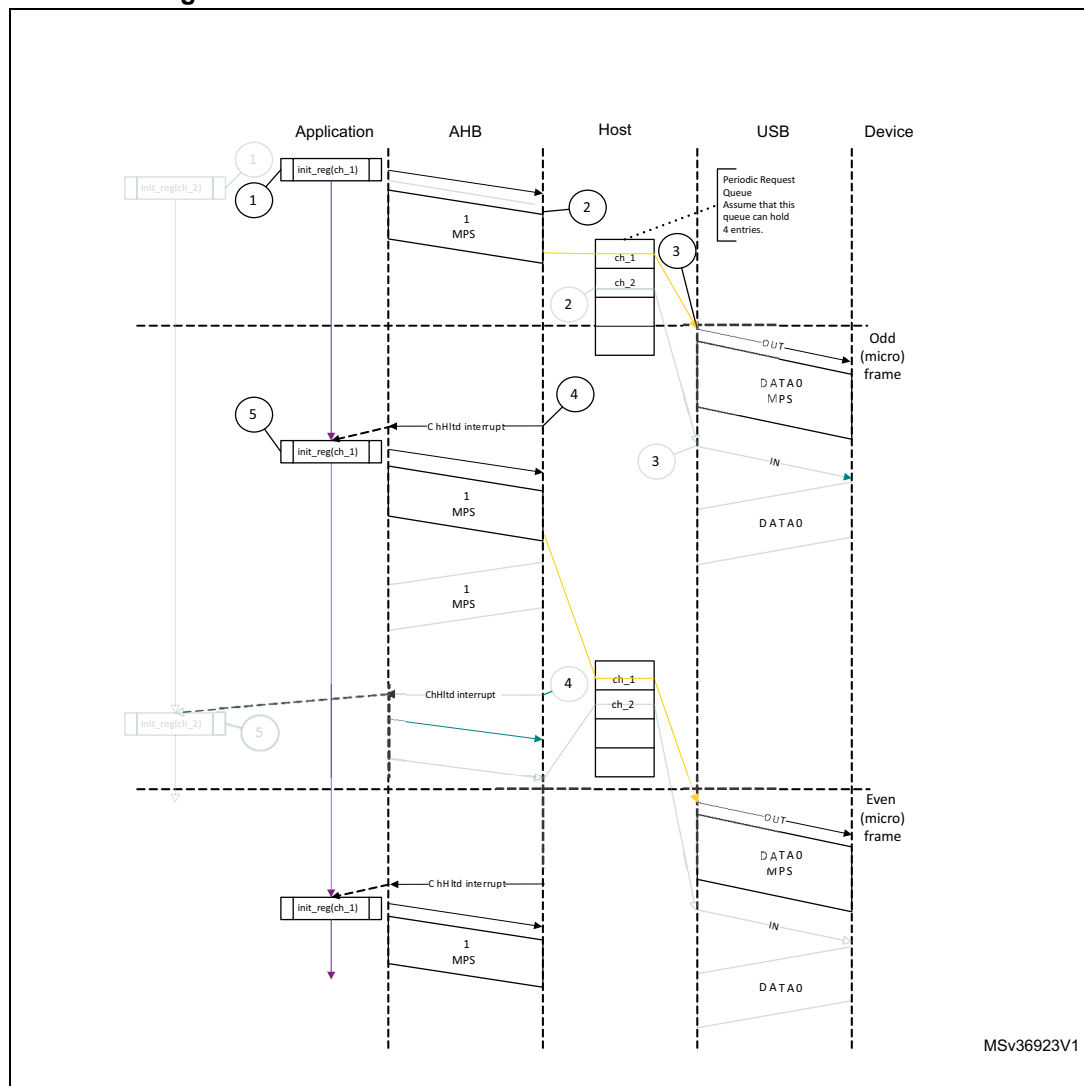 Application AHB Host USB Device
1
init_reg(ch_1)
init_reg(ch_2)
1
2
1
MPS
Periodic Request
Queue
Assume that this
queue can hold
4 entries.
3
ch_1
ch_2
2
Odd
(micro)
frame
OUT
DATA0
MPS
4
5
ChHltd interrupt
init_reg(ch_1)
3
IN
1
MPS
DATA0
1
MPS
4
ch_1
ChHltd interrupt
ch_2
init_reg(ch_2)
5
Even
(micro)
frame
OUT
DATA0
MPS
ChHltd interrupt
init_reg(ch_1)
IN
1
MPS
DATA0
MSv36923V1